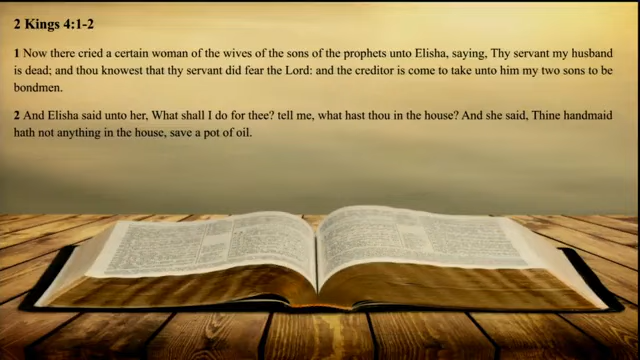 2 Kings 4:1-2
1 Now there cried a certain woman of the wives of the sons of the prophets unto Elisha, saying, Thy servant my husband
is dead; and thou knowest that thy servant did fear the Lord: and the creditor is come to take unto him my two sons to be
bondmen.
2 And Elisha said unto her, What shall I do for thee? tell me, what hast thou in the house? And she said, Thine handmaid
hath not anything in the house, save a pot of oil.